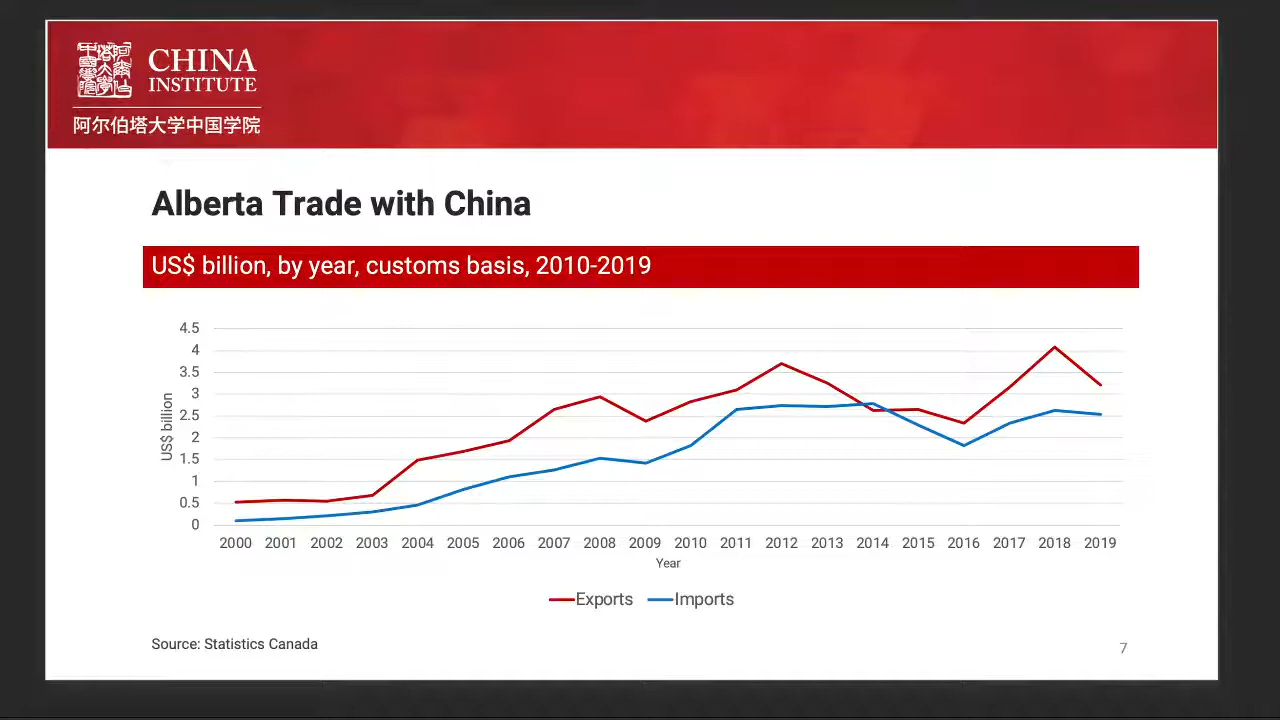 CHINA
INSTITUTE
阿尔伯塔大学中国学院
Alberta Trade with China
US$ billion, by year, customs basis, 2010-2019
4.5
4
3.5
3
2.5
2
1.5
1
0.5
0
US$ billion
2000 2001 2002 2003 2004 2005 2006 2007 2008 2009 2010 2011 2012 2013 2014 2015 2016 2017 2018 2019
Year
Exports Imports
Source: Statistics Canada
7